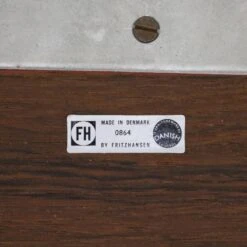 FH
MADE IN DENMARK
0864
BY FRITZHANSEN
DANISH